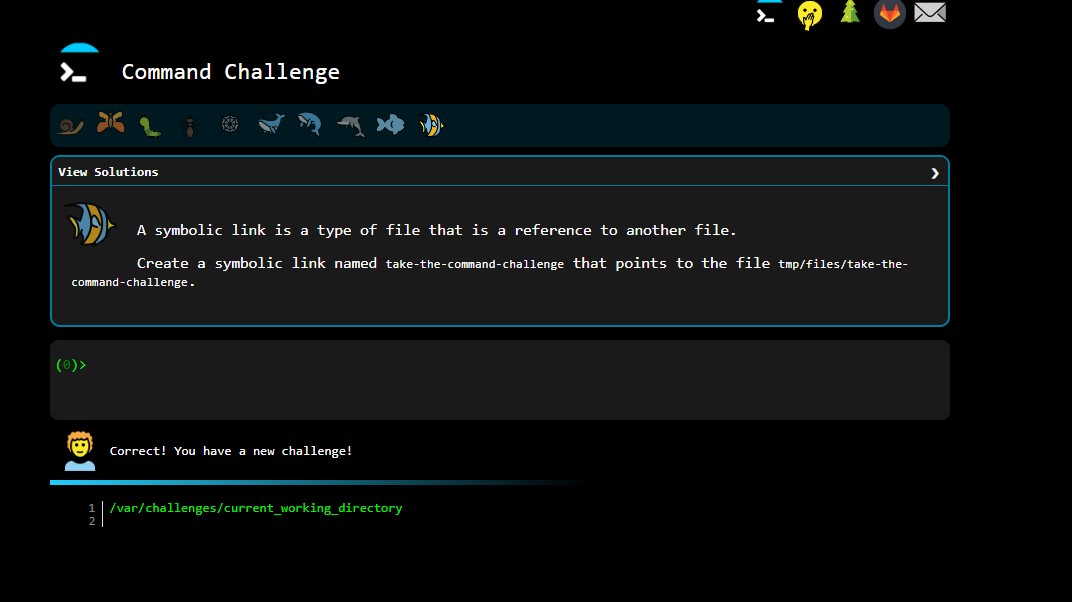 Command Challenge
View Solutions
A symbolic link is a type of file that is a reference to another file.
Create a symbolic link named take-the-command-challenge that points to the file tmp/files/take-the-
command-challenge.
(0)>
Correct! You have a new challenge!
1 /var/challenges/current_working_directory
2